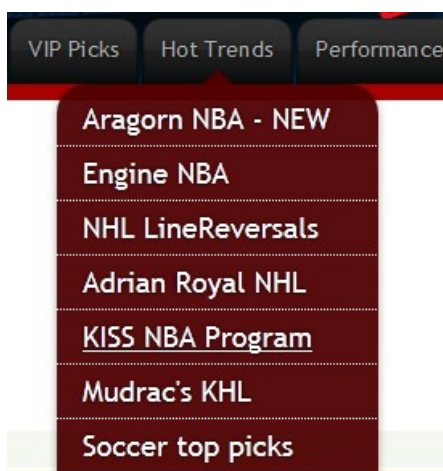 VIP Picks Hot Trends Performance
Aragorn NBA - NEW
Engine NBA
NHL LineReversals
Adrian Royal NHL
KISS NBA Program
Mudrac's KHL
Soccer top picks